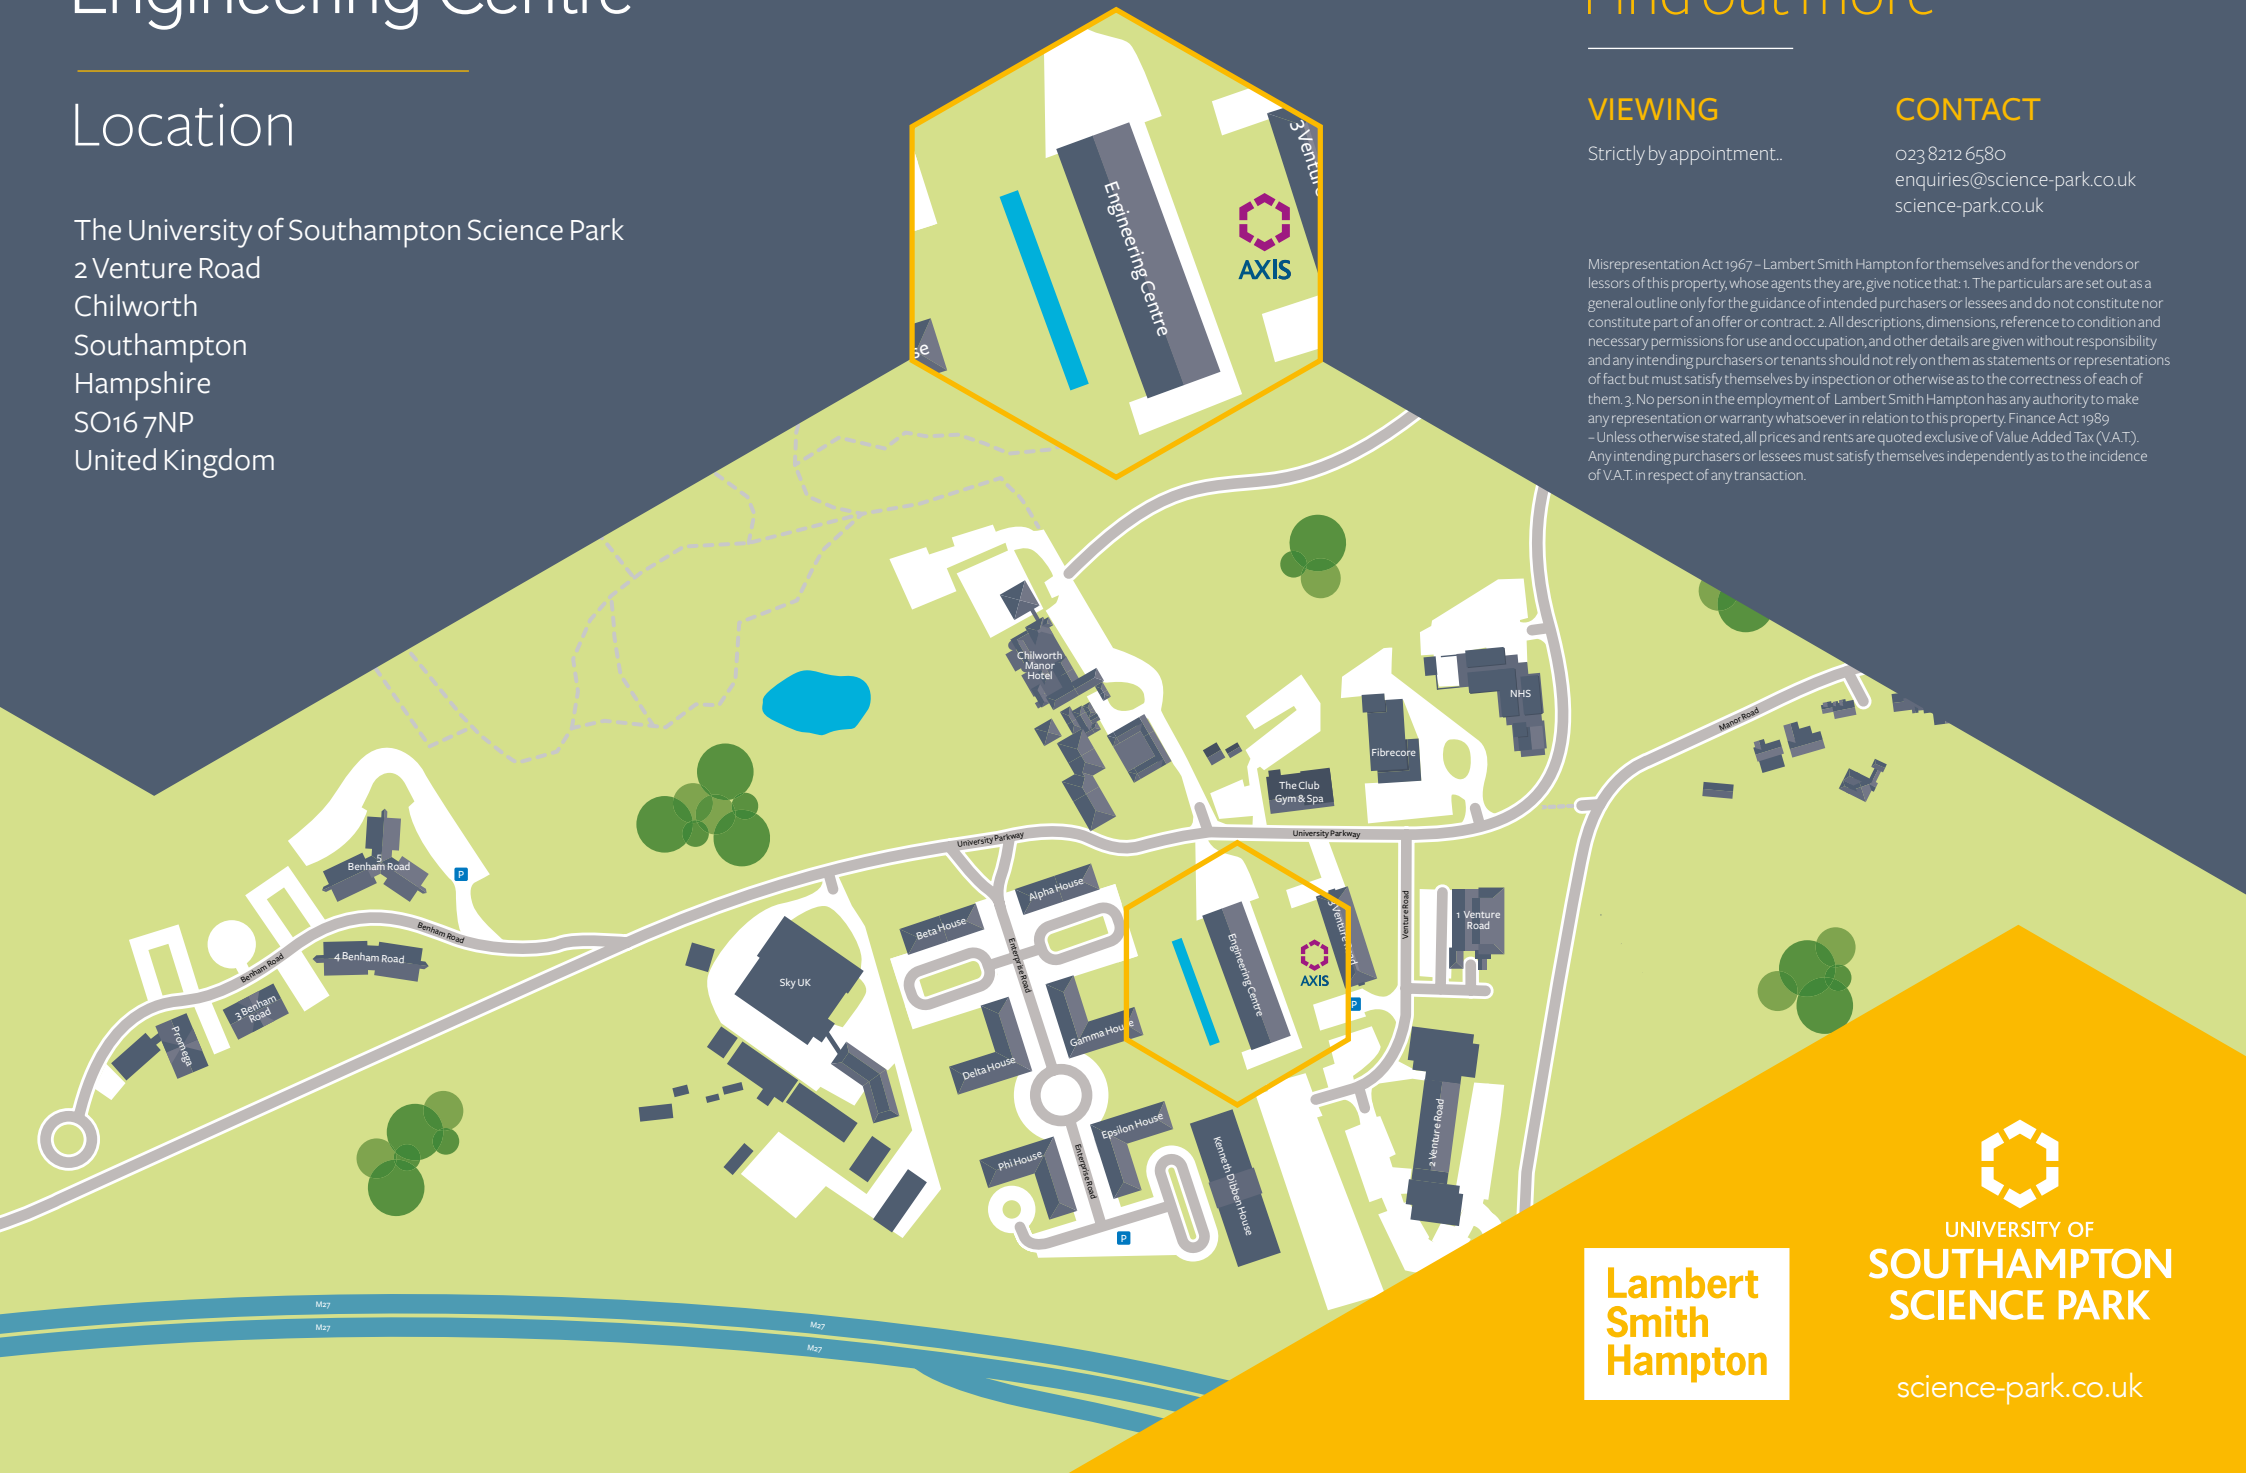 Engineering Centre
Location
The University of Southampton Science Park
2 Venture Road
Chilworth
Southampton
Hampshire
SO16 7NP
United Kingdom
Find out more
VIEWING
Strictly by appointment..
CONTACT
023 8212 6580
enquiries@science-park.co.uk
science-park.co.uk
Misrepresentation Act 1967 – Lambert Smith Hampton for themselves and for the vendors or
lessors of this property, whose agents they are, give notice that: 1. The particulars are set out as a
general outline only for the guidance of intended purchasers or lessees and do not constitute nor
constitute part of an offer or contract. 2. All descriptions, dimensions, reference to condition and
necessary permissions for use and occupation, and other details are given without responsibility
and any intending purchasers or tenants should not rely on them as statements or representations
of fact but must satisfy themselves by inspection or otherwise as to the correctness of each of
them. 3. No person in the employment of Lambert Smith Hampton has any authority to make
any representation or warranty whatsoever in relation to this property. Finance Act 1989
– Unless otherwise stated, all prices and rents are quoted exclusive of Value Added Tax (V.A.T.).
Any intending purchasers or lessees must satisfy themselves independently as to the incidence
of V.A.T. in respect of any transaction.
3 Ventur
Engineering Centre
AXIS
se
Chilworth
Manor
Hotel
NHS
Fibrecore
The Club
Gym & Spa
Manor Road
University Parkway
University Parkway
5
Benham Road
P
Benham Road
4 Benham Road
Benham Road
3 Benham
Road
Promega
Sky UK
Alpha House
Beta House
Enterprise Road
Gamma House
Delta House
Engineering Centre
3 Venture Road
AXIS
P
Venture Road
1 Venture
Road
2 Venture Road
Epsilon House
Phi House
Enterprise Road
Kenneth Dibben House
P
M27
M27
M27
M27
Lambert
Smith
Hampton
UNIVERSITY OF
SOUTHAMPTON
SCIENCE PARK
science-park.co.uk